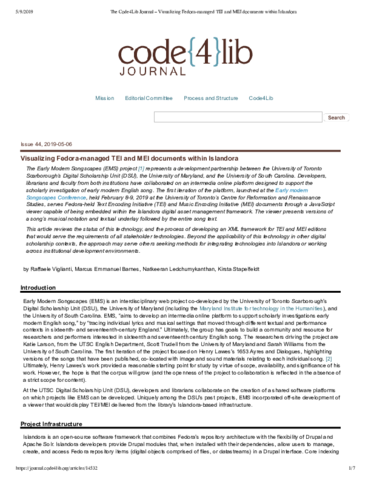 5/9/2019
The Code4Lib Journal – Visualizing Fedora-managed TEI and MEI documents within Islandora
code{4}lib
JOURNAL
Mission Editorial Committee Process and Structure Code4Lib
Search
Issue 44, 2019-05-06
Visualizing Fedora-managed TEI and MEI documents within Islandora
The Early Modern Songscapes (EMS) project [1] represents a development partnership between the University of Toronto
Scarborough's Digital Scholarship Unit (DSU), the University of Maryland, and the University of South Carolina. Developers,
librarians and faculty from both institutions have collaborated on an intermedia online platform designed to support the
scholarly investigation of early modern English song. The first iteration of the platform, launched at the Early modern
Songscapes Conference, held February 8-9, 2019 at the University of Toronto's Centre for Reformation and Renaissance
Studies, serves Fedora-held Text Encoding Initiative (TEI) and Music Encoding Initiative (MEI) documents through a JavaScript
viewer capable of being embedded within the Islandora digital asset management framework. The viewer presents versions of
a song's musical notation and textual underlay followed by the entire song text.
This article reviews the status of this technology, and the process of developing an XML framework for TEI and MEI editions
that would serve the requirements of all stakeholder technologies. Beyond the applicability of this technology in other digital
scholarship contexts, the approach may serve others seeking methods for integrating technologies into Islandora or working
across institutional development environments.
by Raffaele Viglianti, Marcus Emmanuel Barnes, Natkeeran Ledchumykanthan, Kirsta Stapelfeldt
Introduction
Early Modern Songscapes (EMS) is an interdisciplinary web project co-developed by the University of Toronto Scarborough's
Digital Scholarship Unit (DSU), the University of Maryland (including the Maryland Institute for technology in the Humanities), and
the University of South Carolina. EMS, "aims to develop an intermedia online platform to support scholarly investigations early
modern English song," by "tracing individual lyrics and musical settings that moved through different textual and performance
contexts in sixteenth- and seventeenth-century England." Ultimately, the group has goals to build a community and resource for
researchers and performers interested in sixteenth and seventeenth century English song. The researchers driving the project are
Katie Larson, from the UTSC English Department, Scott Trudell from the University of Maryland and Sarah Williams from the
University of South Carolina. The first iteration of the project focused on Henry Lawes's 1653 Ayres and Dialogues, highlighting
versions of the songs that have been published, co-located with image and sound materials relating to each individual song. [2]
Ultimately, Henry Lawes's work provided a reasonable starting point for study by virtue of scope, availability, and significance of his
work. However, the hope is that the corpus will grow (and the openness of the project to collaboration is reflected in the absence of
a strict scope for content).
At the UTSC Digital Scholarship Unit (DSU), developers and librarians collaborate on the creation of a shared software platform
on which projects like EMS can be developed. Uniquely among the DSU's past projects, EMS incorporated off-site development of
a viewer that would display TEI/MEI delivered from the library's Islandora-based infrastructure.
Project Infrastructure
Islandora is an open-source software framework that combines Fedora's repository architecture with the flexibility of Drupal and
Apache Solr. Islandora developers provide Drupal modules that, when installed with their dependencies, reflect in the absence
create, and access Fedora repository items (digital objects comprised of files, or datastreams) in a Drupal interface. Core indexing
https://journal.code4lib.org/articles/14532
1/7